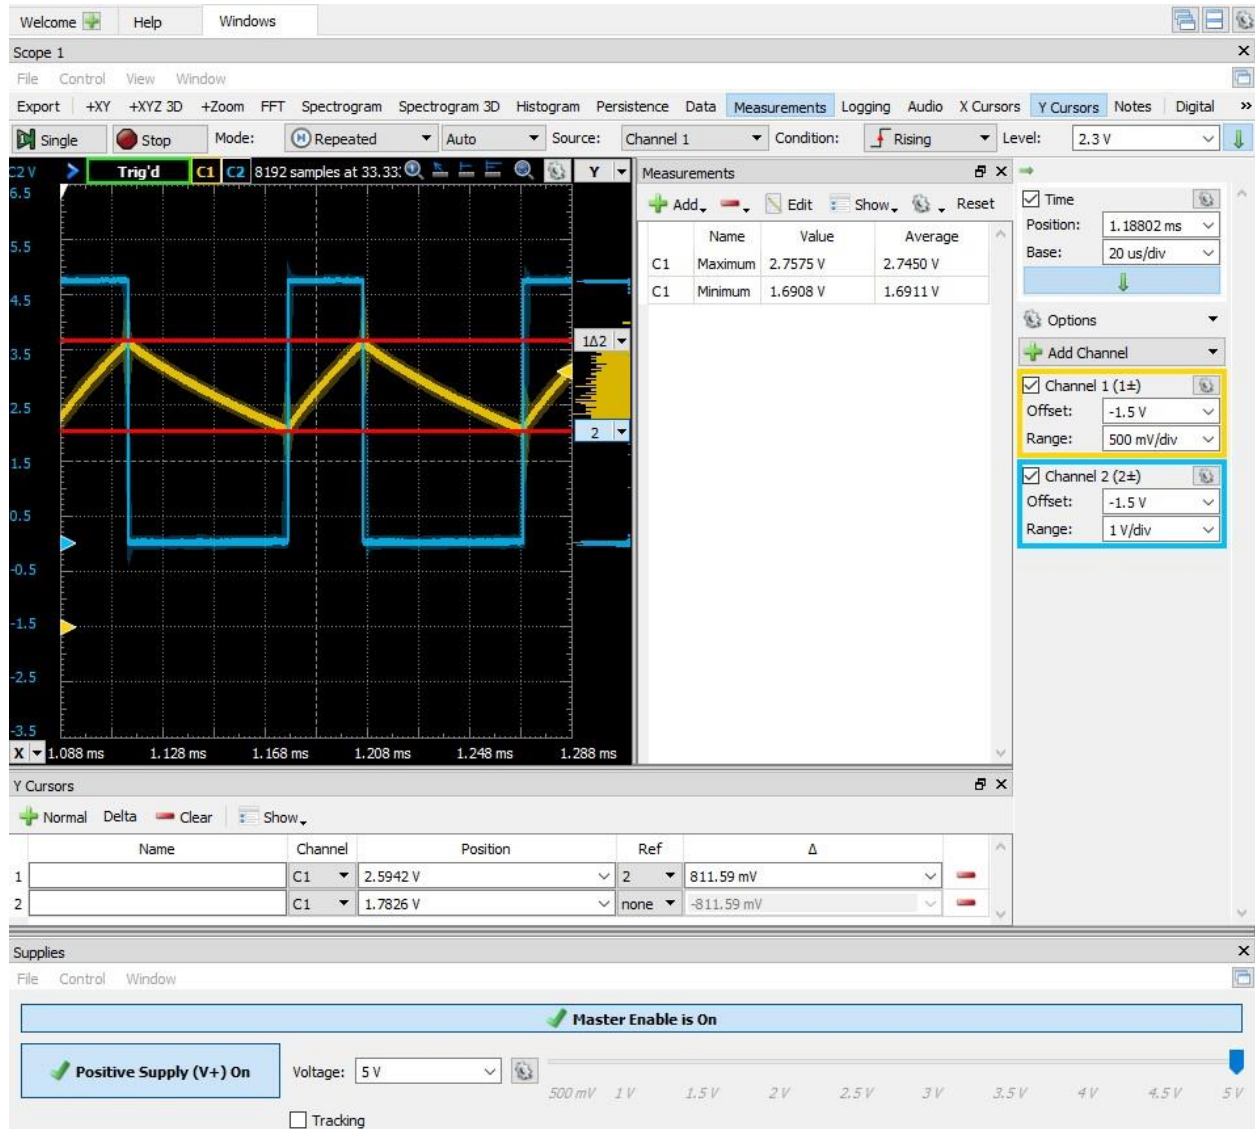 Welcome Help Windows
Scope 1
File Control View Window
Export +XY +XYZ 3D +Zoom FFT Spectrogram Spectrogram 3D Histogram Persistence Data Measurements Logging Audio X Cursors Y Cursors Notes Digital »
Single Stop Mode: Repeated Auto Source: Channel 1 Condition: Rising Level: 2.3 V
C2 V Trig'd C1 C2 8192 samples at 33.33: Y
6.5
5.5
4.5
3.5
2.5
1.5
0.5
-0.5
-1.5
-2.5
-3.5
1Δ2
2
X 1.088 ms 1.128 ms 1.168 ms 1.208 ms 1.248 ms 1.288 ms
Measurements
Add Edit Show Reset
Name Value Average
C1 Maximum 2.7575 V 2.7450 V
C1 Minimum 1.6908 V 1.6911 V
Time
Position: 1.18802 ms
Base: 20 us/div
Options
Add Channel
Channel 1 (1±)
Offset: -1.5 V
Range: 500 mV/div
Channel 2 (2±)
Offset: -1.5 V
Range: 1 V/div
Y Cursors
Normal Delta Clear Show
Name Channel Position Ref Δ
1 C1 2.5942 V 2 811.59 mV
2 C1 1.7826 V none -811.59 mV
Supplies
File Control Window
Master Enable is On
Positive Supply (V+) On Voltage: 5 V
500 mV 1 V 1.5 V 2 V 2.5 V 3 V 3.5 V 4 V 4.5 V 5 V
Tracking